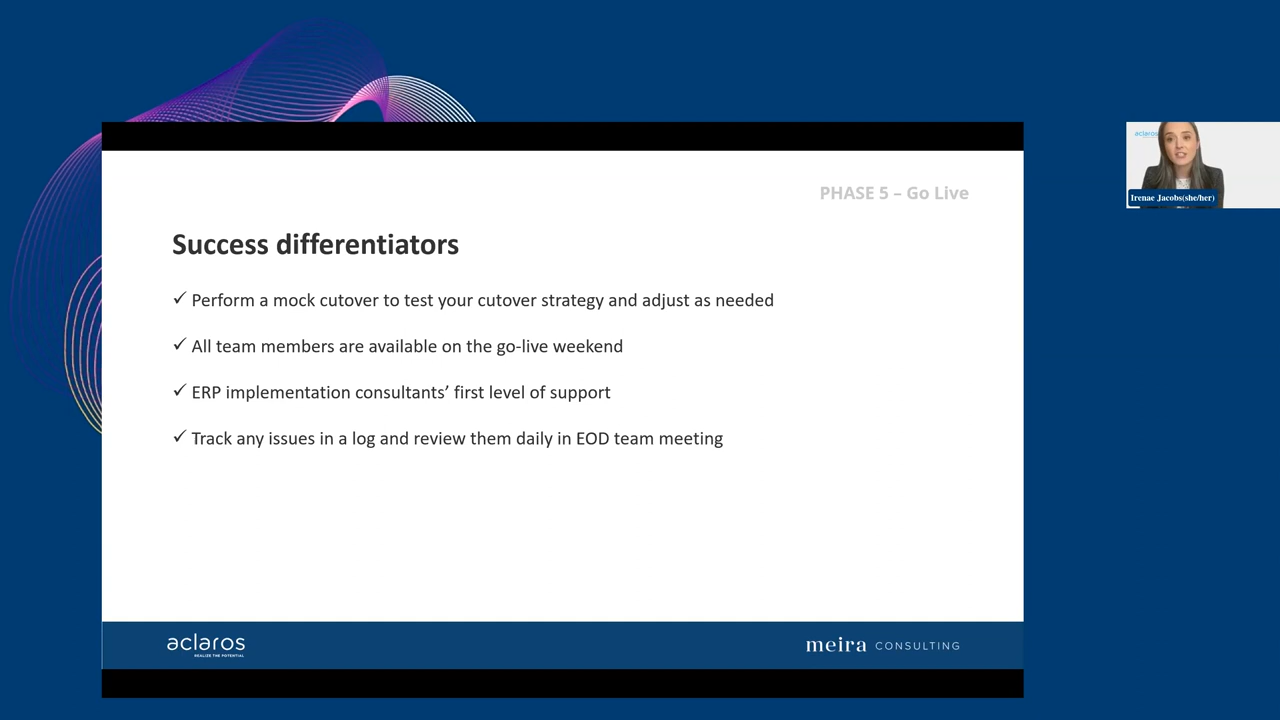 PHASE 5 – Go Live
Success differentiators
✓ Perform a mock cutover to test your cutover strategy and adjust as needed
✓ All team members are available on the go-live weekend
✓ ERP implementation consultants’ first level of support
✓ Track any issues in a log and review them daily in EOD team meeting
aclaros
REALIZE THE POTENTIAL
meira CONSULTING
aclaros
Irenae Jacobs(she/her)